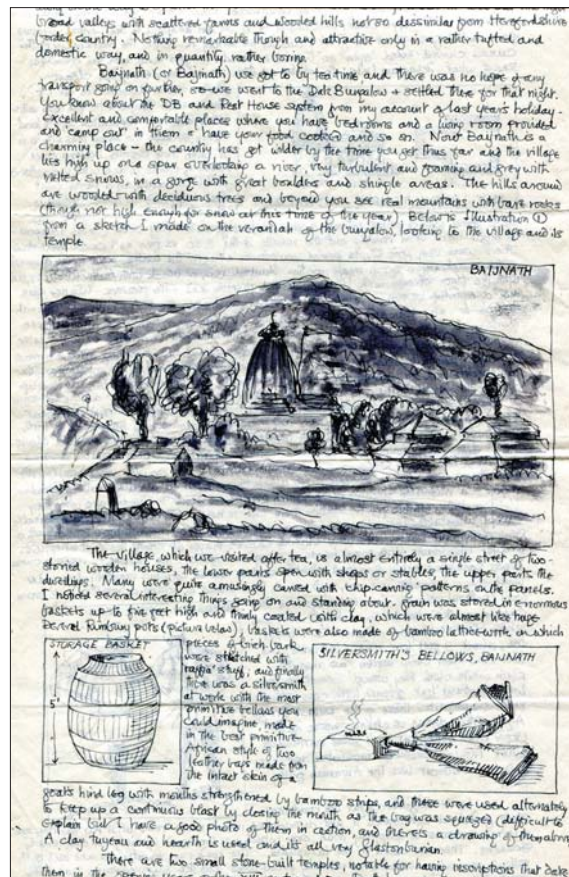 broad valleys with scattered farms and wooded hills not so dissimilar from Herefordshire
border country. Nothing remarkable though and attractive only in a rather tufted and
domestic way, and in quantity rather boring.
Baijnath (or Baijnath) we got to by tea time and there was no hope of any
transport going on further, so we went to the Dak Bungalow & settled there for that night.
You know about the DB and Rest House system from my account of last years holiday -
excellent and comfortable places where you have bedrooms and a living room provided
and camp out in them & have your food cooked and so on. Now Baijnath is a
charming place - the country has got wilder by the time you get thus far and the village
lies high up on a spur overlooking a river, very turbulent and foaming and grey with
melted snows, in a gorge with great boulders and shingle areas. The hills around
are wooded with deciduous trees and beyond you see real mountains with bare rocks
(though not high enough for snow at this time of the year). Below is Illustration ①
from a sketch I made on the verandah of the bungalow, looking to the village and its
temple.
BAIJNATH
The village, which we visited after tea, is almost entirely a single street of two-
storied wooden houses, the lower parts open with shops or stables, the upper parts the
dwellings. Many were quite amusingly carved with chip-carving patterns on the panels.
I noticed several interesting things going on and standing about. Grain was stored in enormous
baskets up to five feet high and thinly coated with clay, which were almost like huge
several pots (picture below), baskets were also made of bamboo lattice-work on which
STORAGE BASKET
5'
pieces of birch bark
were stretched with
raffia stuff; and finally
there was a silversmith
at work with the most
primitive bellows you
could imagine, made
in the best primitive
African style of two
leather bags made from
the intact skin of a
SILVERSMITH'S BELLOWS, BAIJNATH
goat's hind leg with mouths strengthened by bamboo strips, and these were used alternately
to keep up a continuous blast by closing the mouth as the bag was squeezed (difficult to
explain but I have a good photo of them in action, and there's a drawing of them above
A clay tuyere and hearth is used and it's all very Glastonburian.
There are two small stone-built temples, notable for having inscriptions that date
them in the